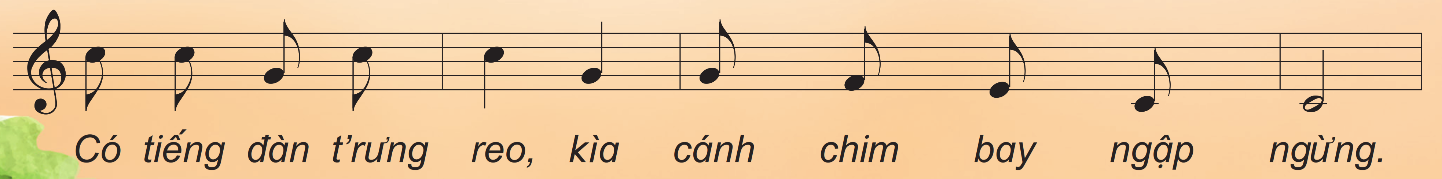 Có tiếng đàn t’rưng reo, kìa cánh chim bay ngập ngừng.